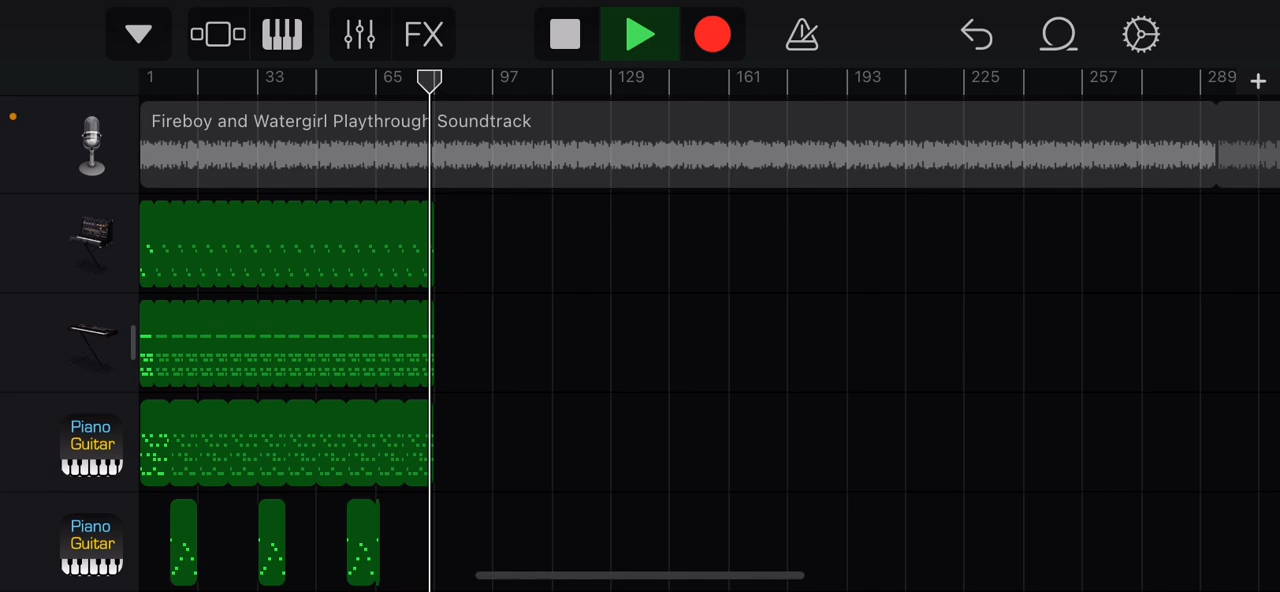 FX
1 33 65 97 129 161 193 225 257 289 +
Fireboy and Watergirl Playthrough Soundtrack
Piano
Guitar
Piano
Guitar